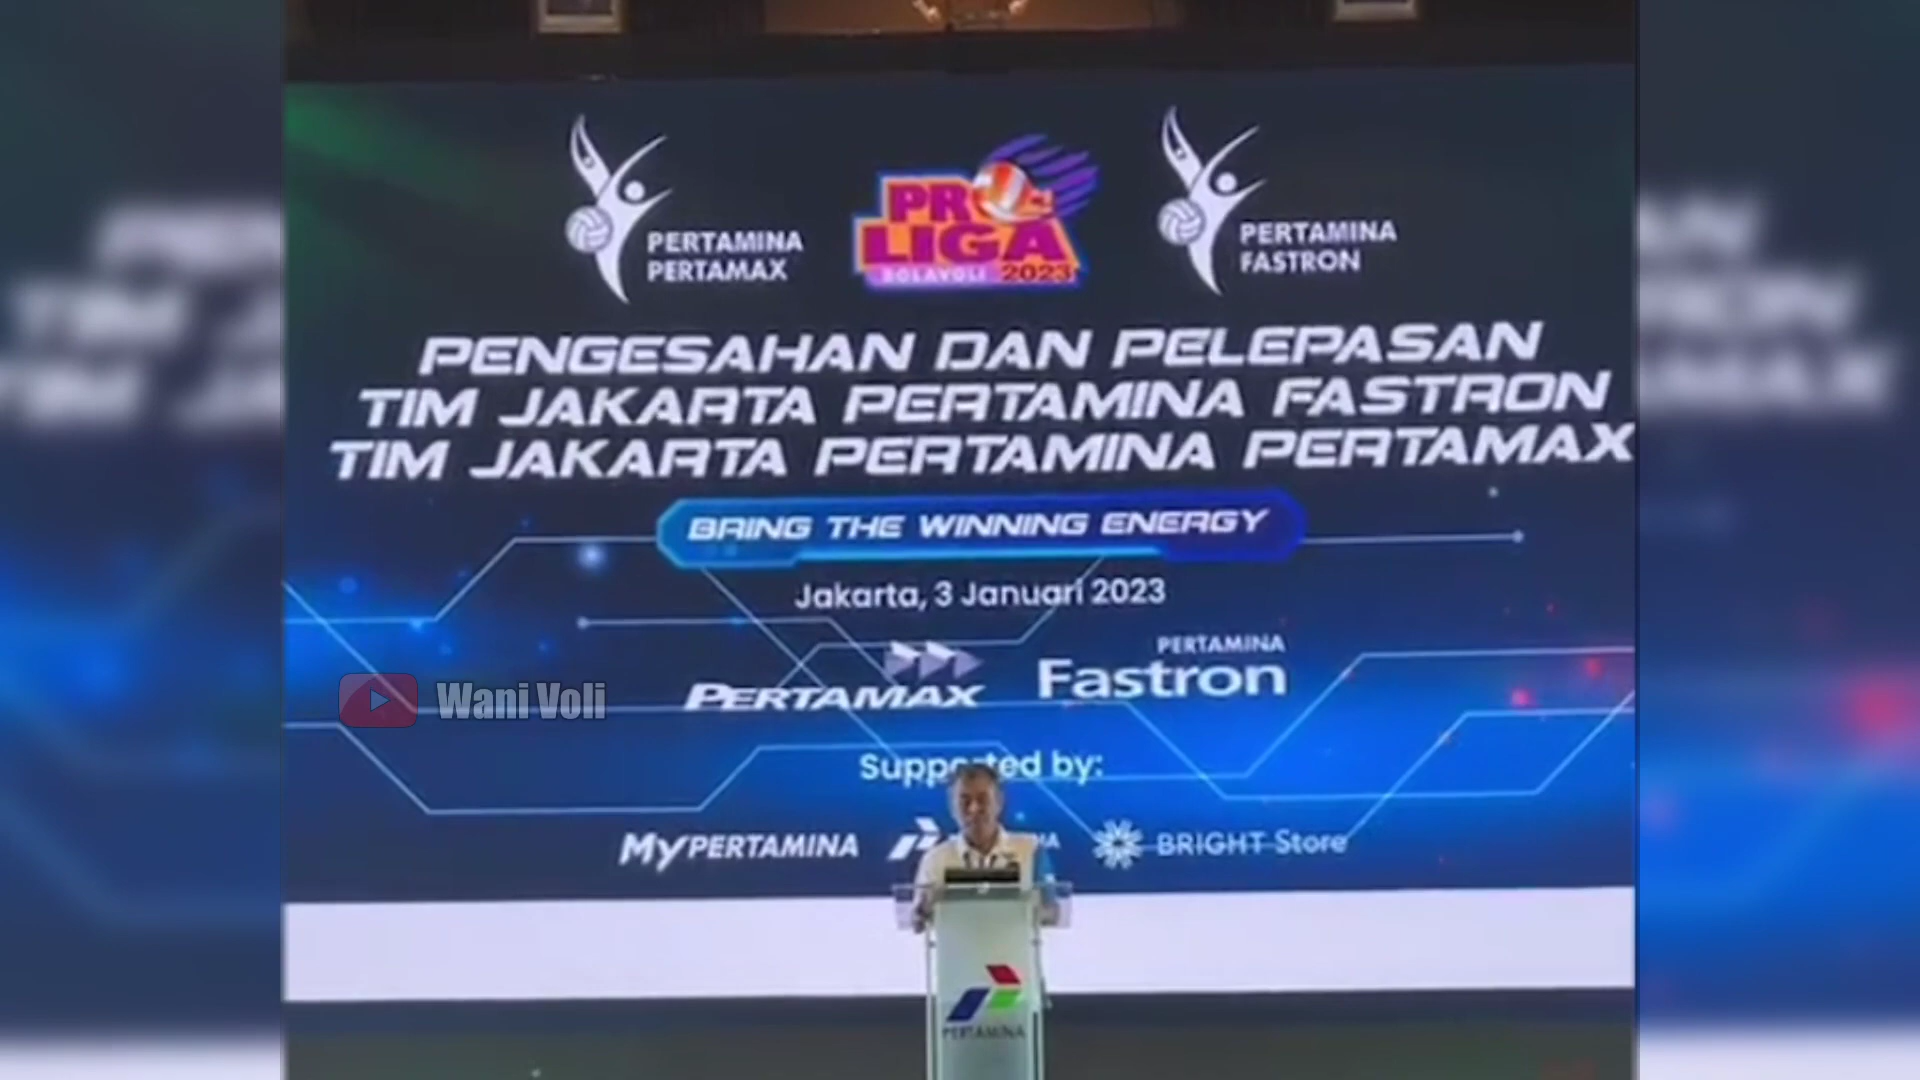 PERTAMINA
PERTAMAX
PRO
LIGA
BOLAVOLI 2023
PERTAMINA
FASTRON
PENGESAHAN DAN PELEPASAN
TIM JAKARTA PERTAMINA FASTRON
TIM JAKARTA PERTAMINA PERTAMAX
BRING THE WINNING ENERGY
Jakarta, 3 Januari 2023
Wani Voli
PERTAMAX
PERTAMINA
Fastron
Supported by:
MyPERTAMINA
BRIGHT Store
PERTAMINA